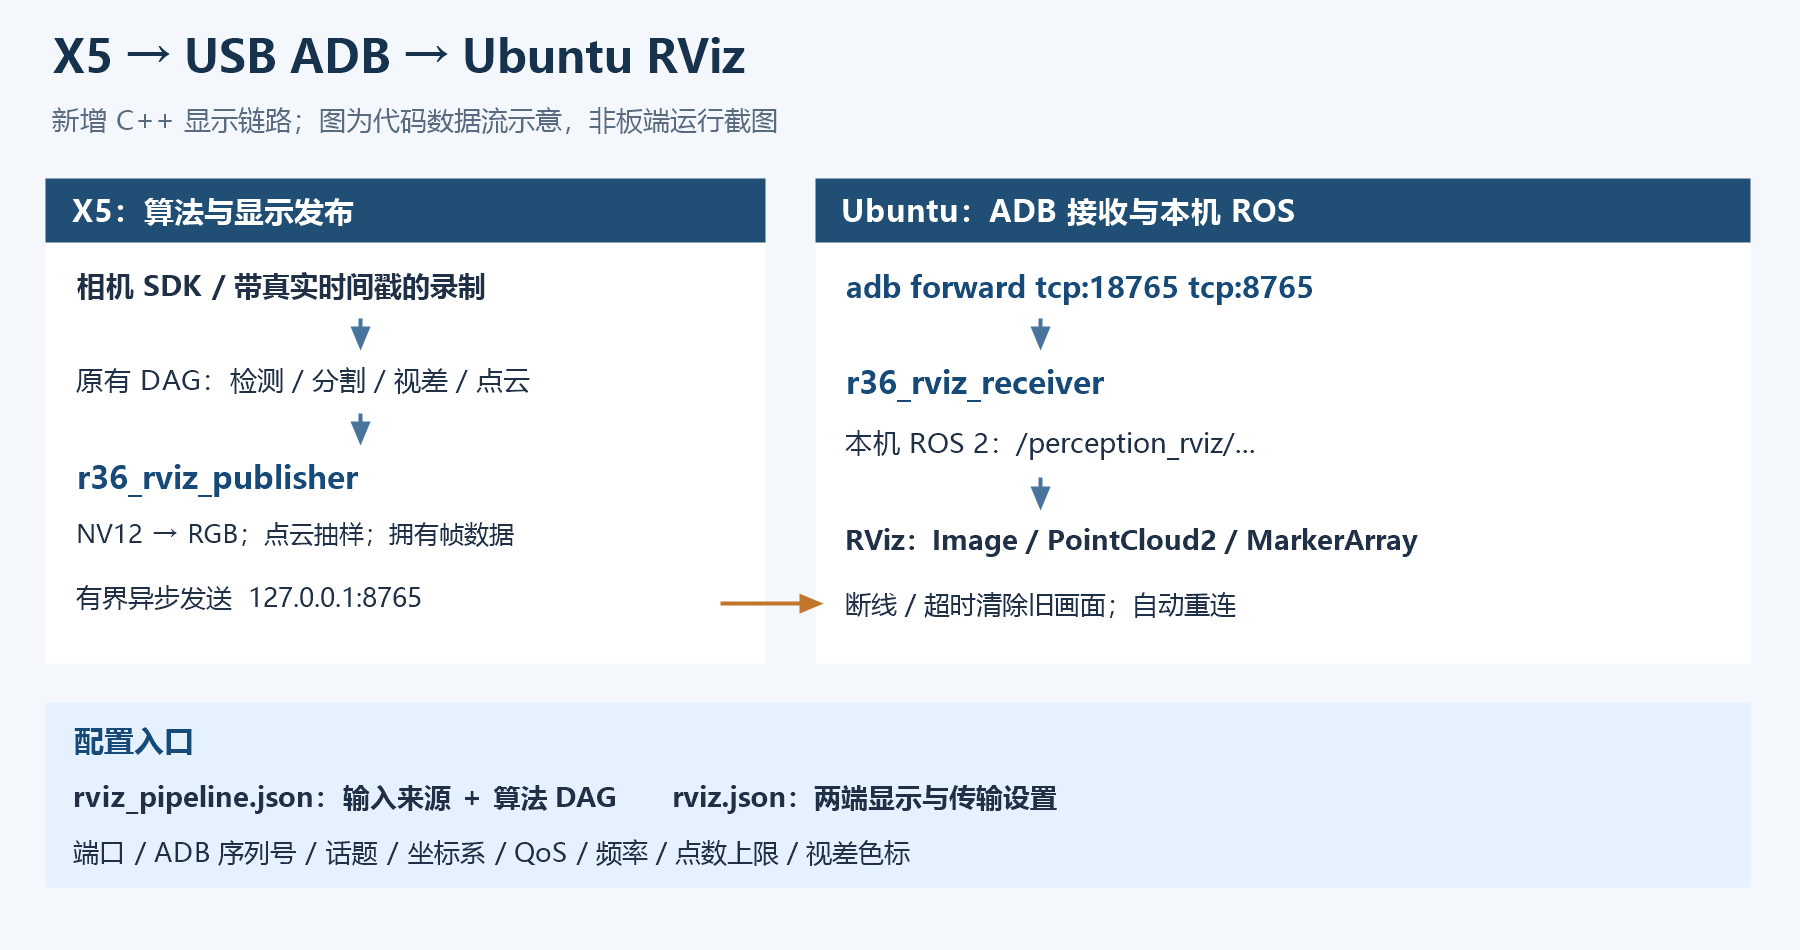 X5 → USB ADB → Ubuntu RViz
新增 C++ 显示链路；图为代码数据流示意，非板端运行截图
X5：算法与显示发布
相机 SDK / 带真实时间戳的录制
原有 DAG：检测 / 分割 / 视差 / 点云
r36_rviz_publisher
NV12 → RGB；点云抽样；拥有帧数据
有界异步发送 127.0.0.1:8765
Ubuntu：ADB 接收与本机 ROS
adb forward tcp:18765 tcp:8765
r36_rviz_receiver
本机 ROS 2：/perception_rviz/...
RViz：Image / PointCloud2 / MarkerArray
断线 / 超时清除旧画面；自动重连
配置入口
rviz_pipeline.json：输入来源 + 算法 DAG rviz.json：两端显示与传输设置
端口 / ADB 序列号 / 话题 / 坐标系 / QoS / 频率 / 点数上限 / 视差色标